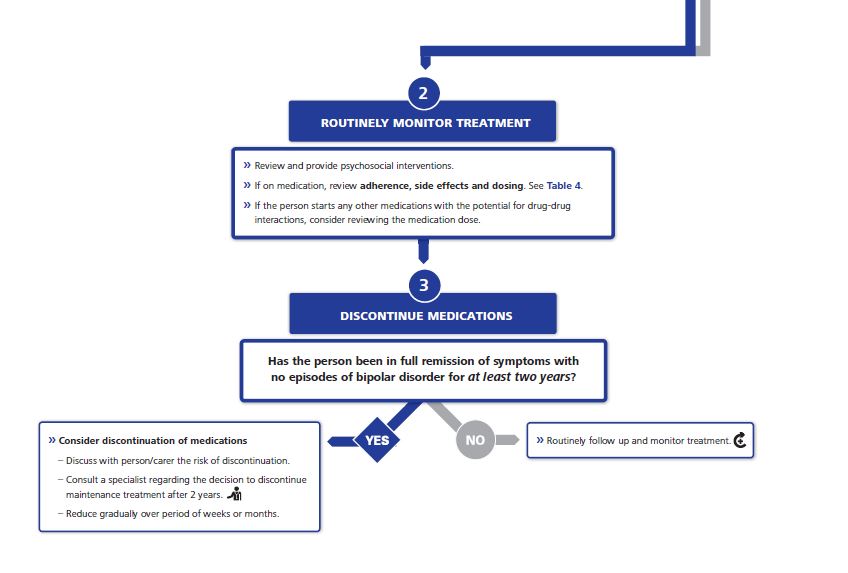 2
ROUTINELY MONITOR TREATMENT
» Review and provide psychosocial interventions.
» If on medication, review adherence, side effects and dosing. See Table 4.
» If the person starts any other medications with the potential for drug-drug
interactions, consider reviewing the medication dose.
3
DISCONTINUE MEDICATIONS
Has the person been in full remission of symptoms with
no episodes of bipolar disorder for at least two years?
YES
NO
» Consider discontinuation of medications
– Discuss with person/carer the risk of discontinuation.
– Consult a specialist regarding the decision to discontinue
maintenance treatment after 2 years.
– Reduce gradually over period of weeks or months.
» Routinely follow up and monitor treatment.